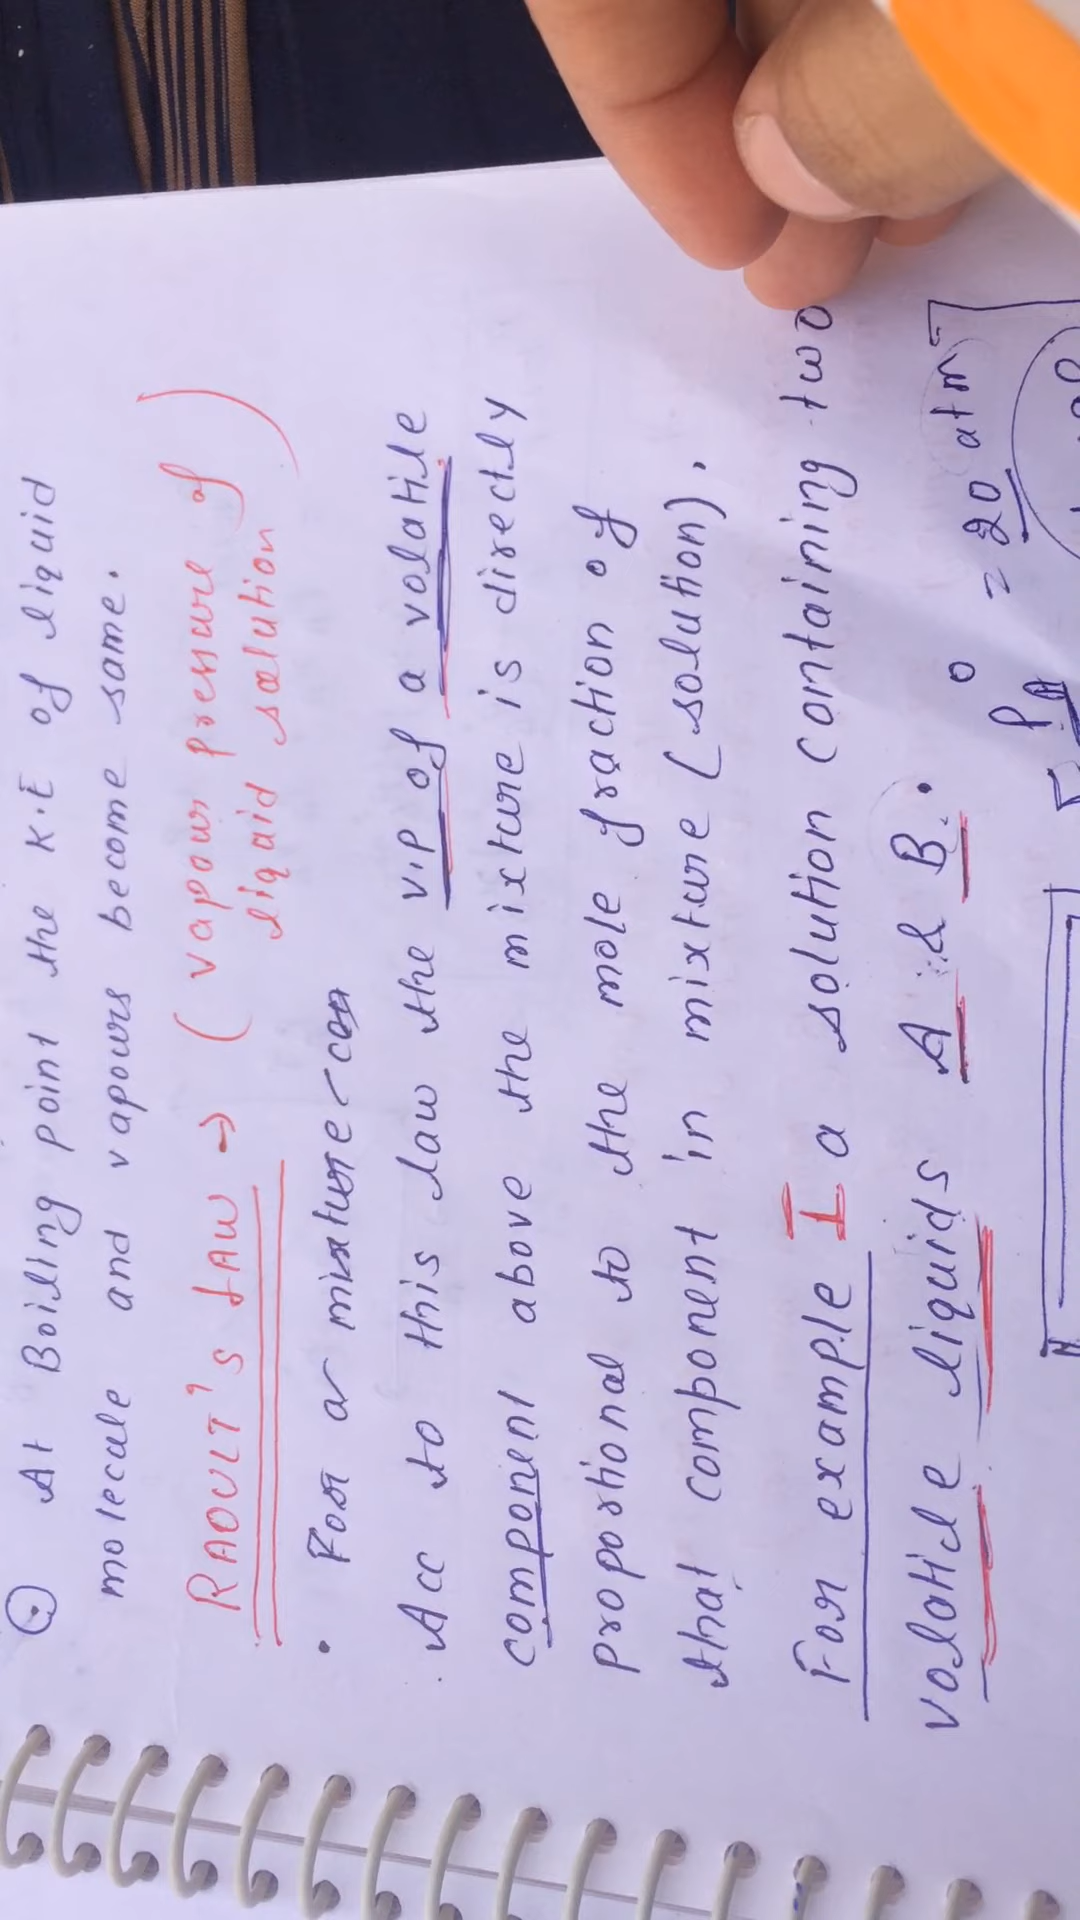 At Boiling point the K.E of liquid
molecule and vapours become same.
RAOULT'S LAW → (vapour pressure of
liquid solution)
• For a mixture
Acc to this law the V.P of a volatile
component above the mixture is directly
proportional to the mole fraction of
that component in mixture (solution).
For example I a solution containing two
volatile liquids A & B.
P°A = 20 atm